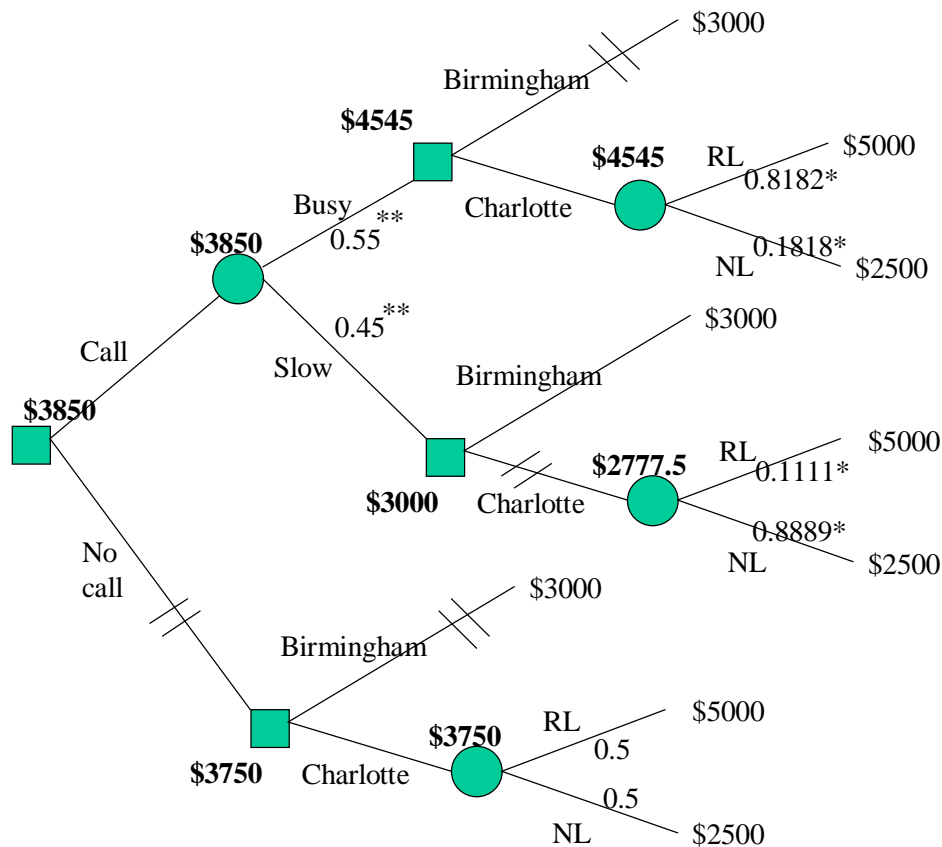 $3000
Birmingham
$4545
$4545
RL
$5000
0.8182*
Busy
Charlotte
0.55**
$3850
0.1818*
NL
$2500
0.45**
$3000
Call
Slow
Birmingham
$3850
$5000
RL
$2777.5
0.1111*
$3000
Charlotte
0.8889*
No
call
NL
$2500
$3000
Birmingham
$5000
RL
$3750
0.5
$3750
Charlotte
0.5
NL
$2500